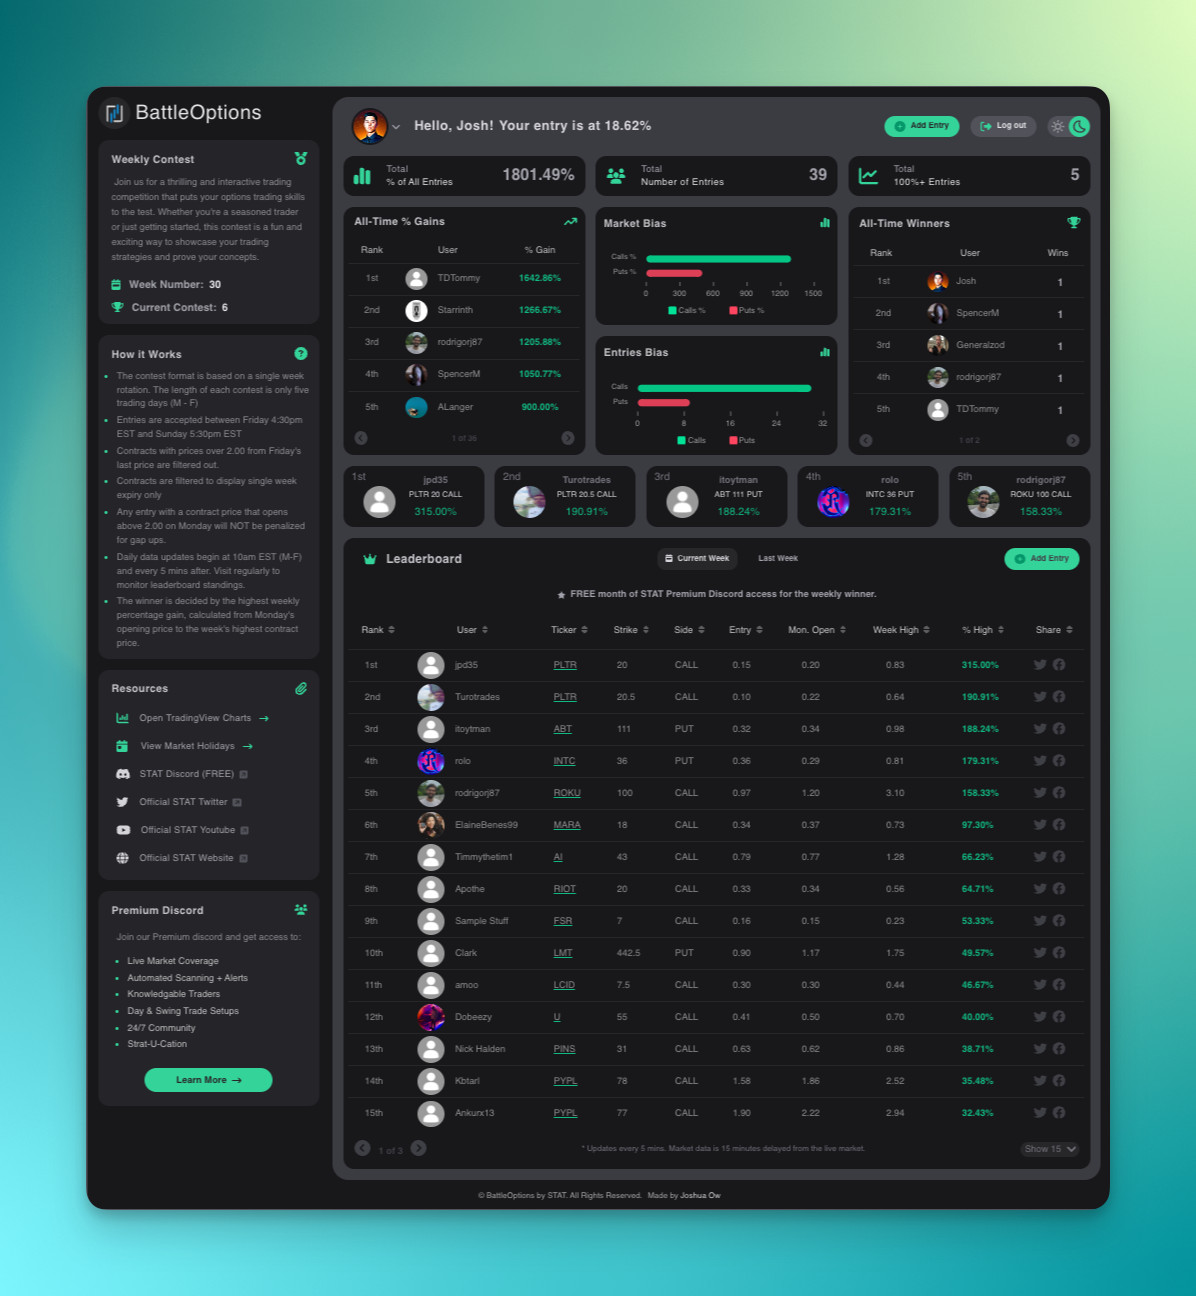 BattleOptions
Weekly Contest
Join us for a thrilling and interactive trading
competition that puts your options trading skills
to the test. Whether you're a seasoned trader
or just getting started, this contest is a fun and
exciting way to showcase your trading
strategies and prove your concepts.
Week Number: 30
Current Contest: 6
How it Works
The contest format is based on a single week
rotation. The length of each contest is only five
trading days (M - F)
Entries are accepted between Friday 4:30pm
EST and Sunday 5:30pm EST
Contracts with prices over 2.00 from Friday's
last price are filtered out.
Contracts are filtered to display single week
expiry only
Any entry with a contract price that opens
above 2.00 on Monday will NOT be penalized
for gap ups.
Daily data updates begin at 10am EST (M-F)
and every 5 mins after. Visit regularly to
monitor leaderboard standings.
The winner is decided by the highest weekly
percentage gain, calculated from Monday's
opening price to the week's highest contract
price.
Resources
Open TradingView Charts →
View Market Holidays →
STAT Discord (FREE)
Official STAT Twitter
Official STAT Youtube
Official STAT Website
Premium Discord
Join our Premium discord and get access to:
Live Market Coverage
Automated Scanning + Alerts
Knowledgable Traders
Day & Swing Trade Setups
24/7 Community
Strat-U-Cation
Learn More →
Hello, Josh! Your entry is at 18.62%
Add Entry
Log out
Total
% of All Entries
1801.49%
Total
Number of Entries
39
Total
100%+ Entries
5
All-Time % Gains
Rank User % Gain
1st TDTommy 1642.86%
2nd Starrinth 1266.67%
3rd rodrigorj87 1205.88%
4th SpencerM 1050.77%
5th ALanger 900.00%
1 of 36
Market Bias
Calls %
Puts %
0 300 600 900 1200 1500
Calls % Puts %
Entries Bias
Calls
Puts
0 8 16 24 32
Calls Puts
All-Time Winners
Rank User Wins
1st Josh 1
2nd SpencerM 1
3rd Generalzod 1
4th rodrigorj87 1
5th TDTommy 1
1 of 2
1st jpd35
PLTR 20 CALL
315.00%
2nd Turotrades
PLTR 20.5 CALL
190.91%
3rd itoytman
ABT 111 PUT
188.24%
4th rolo
INTC 36 PUT
179.31%
5th rodrigorj87
ROKU 100 CALL
158.33%
Leaderboard
Current Week
Last Week
Add Entry
★ FREE month of STAT Premium Discord access for the weekly winner.
Rank User Ticker Strike Side Entry Mon. Open Week High % High Share
1st jpd35 PLTR 20 CALL 0.15 0.20 0.83 315.00%
2nd Turotrades PLTR 20.5 CALL 0.10 0.22 0.64 190.91%
3rd itoytman ABT 111 PUT 0.32 0.34 0.98 188.24%
4th rolo INTC 36 PUT 0.36 0.29 0.81 179.31%
5th rodrigorj87 ROKU 100 CALL 0.97 1.20 3.10 158.33%
6th ElaineBenes99 MARA 18 CALL 0.34 0.37 0.73 97.30%
7th Timmythetim1 AI 43 CALL 0.79 0.77 1.28 66.23%
8th Apothe RIOT 20 CALL 0.33 0.34 0.56 64.71%
9th Sample Stuff FSR 7 CALL 0.16 0.15 0.23 53.33%
10th Clark LMT 442.5 PUT 0.90 1.17 1.75 49.57%
11th amoo LCID 7.5 CALL 0.30 0.30 0.44 46.67%
12th Dobeezy U 55 CALL 0.41 0.50 0.70 40.00%
13th Nick Halden PINS 31 CALL 0.63 0.62 0.86 38.71%
14th Kbtarl PYPL 78 CALL 1.58 1.86 2.52 35.48%
15th Ankurx13 PYPL 77 CALL 1.90 2.22 2.94 32.43%
1 of 3
* Updates every 5 mins. Market data is 15 minutes delayed from the live market.
Show 15
© BattleOptions by STAT. All Rights Reserved. Made by Joshua Ow